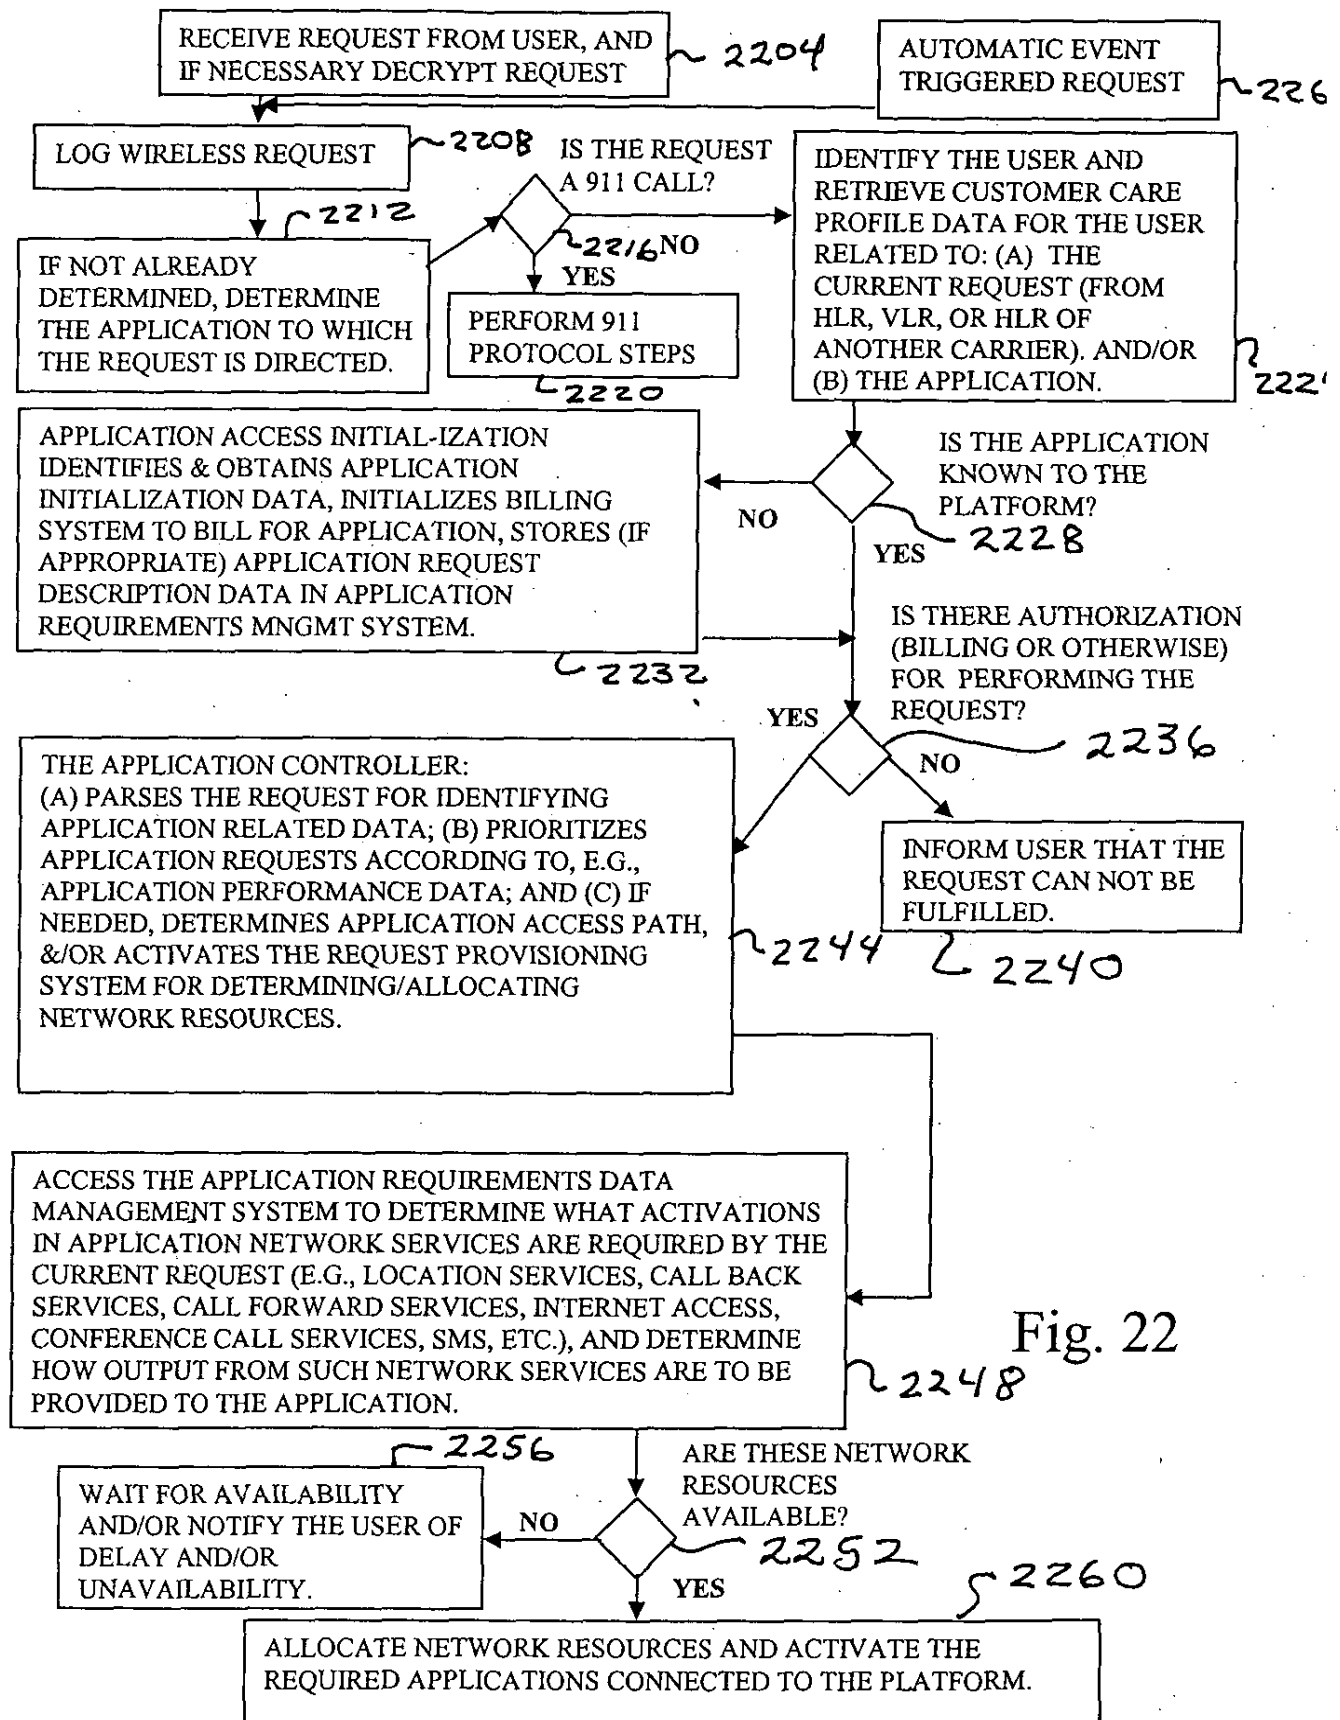 RECEIVE REQUEST FROM USER, AND
IF NECESSARY DECRYPT REQUEST
2204
AUTOMATIC EVENT
TRIGGERED REQUEST
226
LOG WIRELESS REQUEST
2208
IS THE REQUEST
A 911 CALL?
2212
2216
NO
YES
IF NOT ALREADY
DETERMINED, DETERMINE
THE APPLICATION TO WHICH
THE REQUEST IS DIRECTED.
PERFORM 911
PROTOCOL STEPS
2220
IDENTIFY THE USER AND
RETRIEVE CUSTOMER CARE
PROFILE DATA FOR THE USER
RELATED TO: (A) THE
CURRENT REQUEST (FROM
HLR, VLR, OR HLR OF
ANOTHER CARRIER). AND/OR
(B) THE APPLICATION.
222
APPLICATION ACCESS INITIAL-IZATION
IDENTIFIES & OBTAINS APPLICATION
INITIALIZATION DATA, INITIALIZES BILLING
SYSTEM TO BILL FOR APPLICATION, STORES (IF
APPROPRIATE) APPLICATION REQUEST
DESCRIPTION DATA IN APPLICATION
REQUIREMENTS MNGMT SYSTEM.
2232
IS THE APPLICATION
KNOWN TO THE
PLATFORM?
NO
2228
YES
IS THERE AUTHORIZATION
(BILLING OR OTHERWISE)
FOR PERFORMING THE
REQUEST?
YES
2236
NO
THE APPLICATION CONTROLLER:
(A) PARSES THE REQUEST FOR IDENTIFYING
APPLICATION RELATED DATA; (B) PRIORITIZES
APPLICATION REQUESTS ACCORDING TO, E.G.,
APPLICATION PERFORMANCE DATA; AND (C) IF
NEEDED, DETERMINES APPLICATION ACCESS PATH,
&/OR ACTIVATES THE REQUEST PROVISIONING
SYSTEM FOR DETERMINING/ALLOCATING
NETWORK RESOURCES.
2244
INFORM USER THAT THE
REQUEST CAN NOT BE
FULFILLED.
2240
ACCESS THE APPLICATION REQUIREMENTS DATA
MANAGEMENT SYSTEM TO DETERMINE WHAT ACTIVATIONS
IN APPLICATION NETWORK SERVICES ARE REQUIRED BY THE
CURRENT REQUEST (E.G., LOCATION SERVICES, CALL BACK
SERVICES, CALL FORWARD SERVICES, INTERNET ACCESS,
CONFERENCE CALL SERVICES, SMS, ETC.), AND DETERMINE
HOW OUTPUT FROM SUCH NETWORK SERVICES ARE TO BE
PROVIDED TO THE APPLICATION.
2248
Fig. 22
2256
WAIT FOR AVAILABILITY
AND/OR NOTIFY THE USER OF
DELAY AND/OR
UNAVAILABILITY.
NO
ARE THESE NETWORK
RESOURCES
AVAILABLE?
2252
YES
2260
ALLOCATE NETWORK RESOURCES AND ACTIVATE THE
REQUIRED APPLICATIONS CONNECTED TO THE PLATFORM.